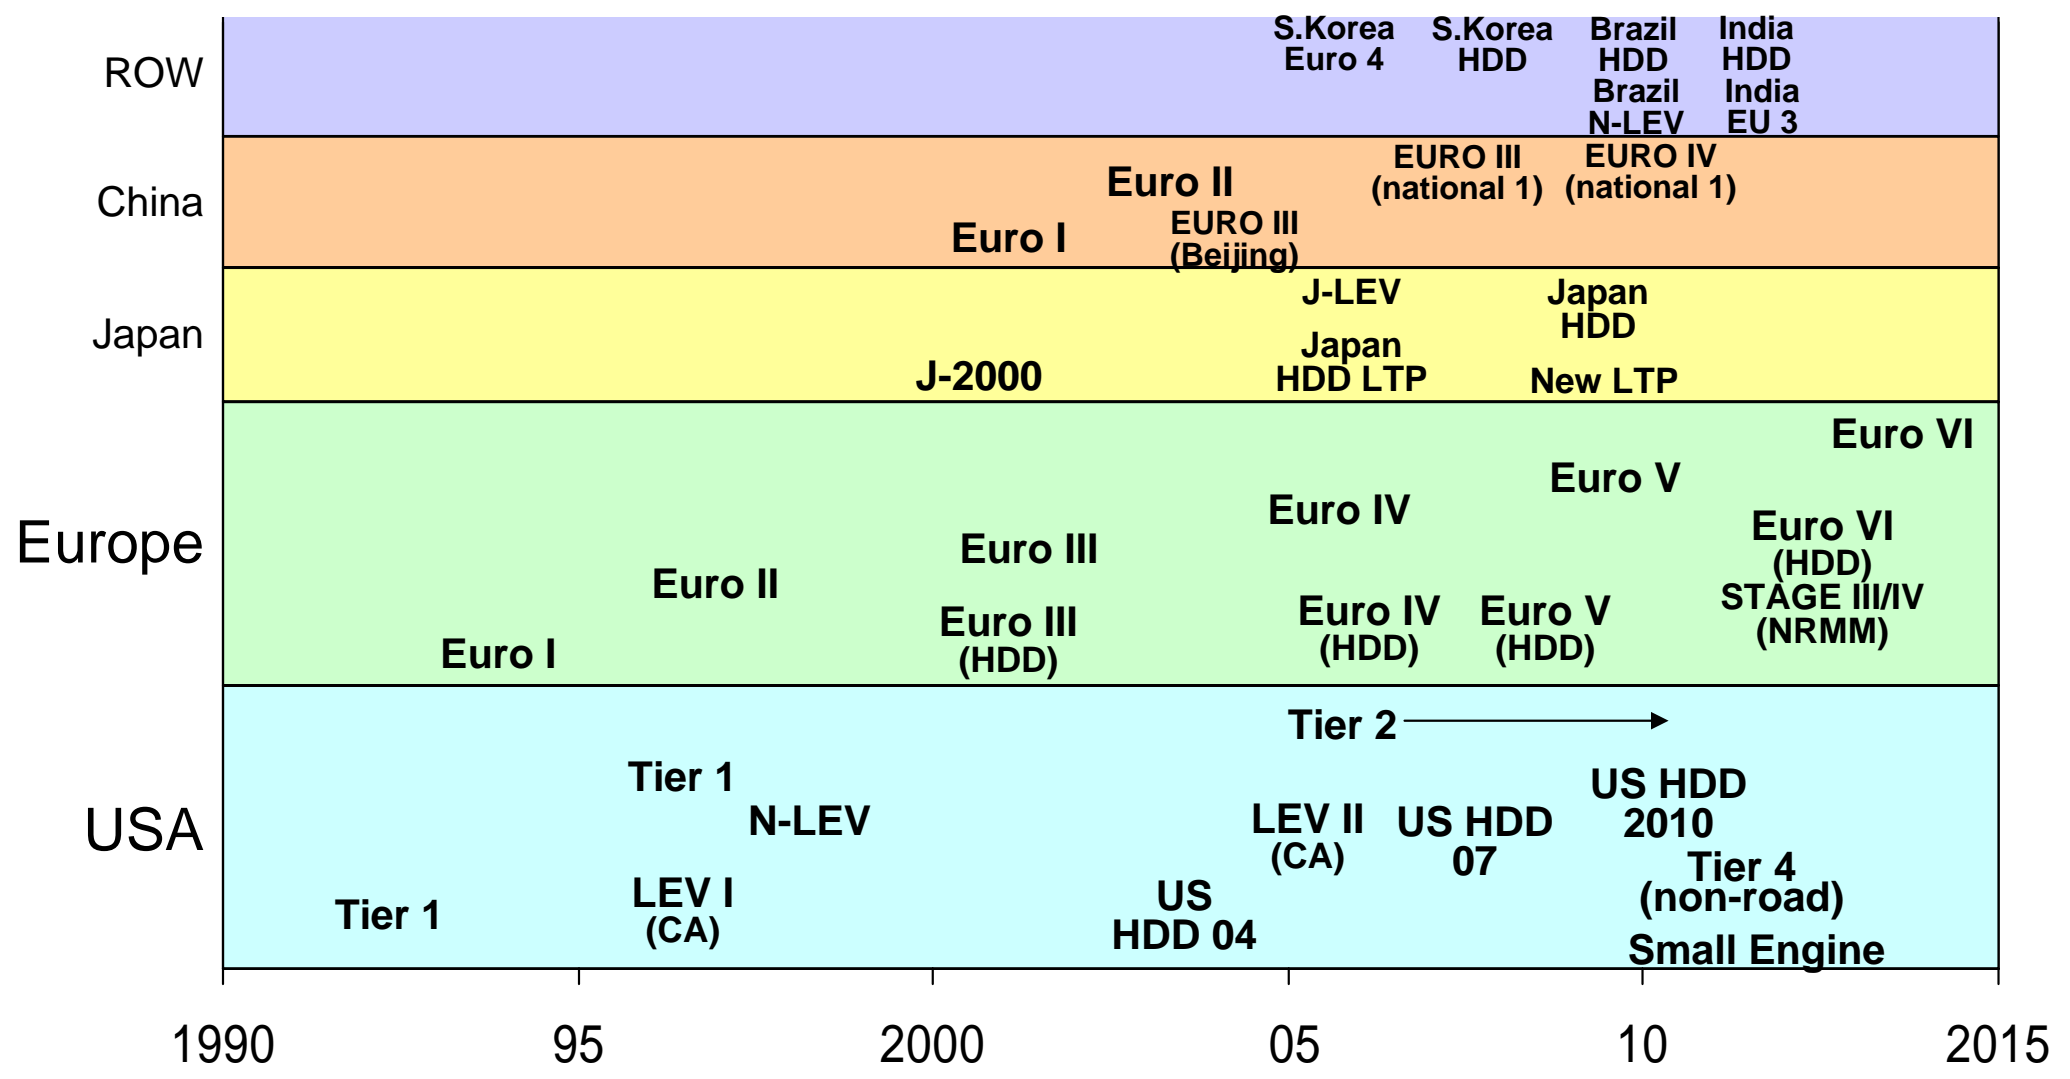 ROW
S.Korea
Euro 4
S.Korea
HDD
Brazil
HDD
Brazil
N-LEV
India
HDD
India
EU 3
China
Euro I
Euro II
EURO III
(Beijing)
EURO III
(national 1)
EURO IV
(national 1)
Japan
J-2000
J-LEV
Japan
HDD LTP
Japan
HDD
New LTP
Europe
Euro I
Euro II
Euro III
Euro III
(HDD)
Euro IV
Euro IV
(HDD)
Euro V
Euro V
(HDD)
Euro VI
Euro VI
(HDD)
STAGE III/IV
(NRMM)
USA
Tier 1
Tier 1
LEV I
(CA)
N-LEV
US
HDD 04
Tier 2
LEV II
(CA)
US HDD
07
US HDD
2010
Tier 4
(non-road)
Small Engine
1990 95 2000 05 10 2015